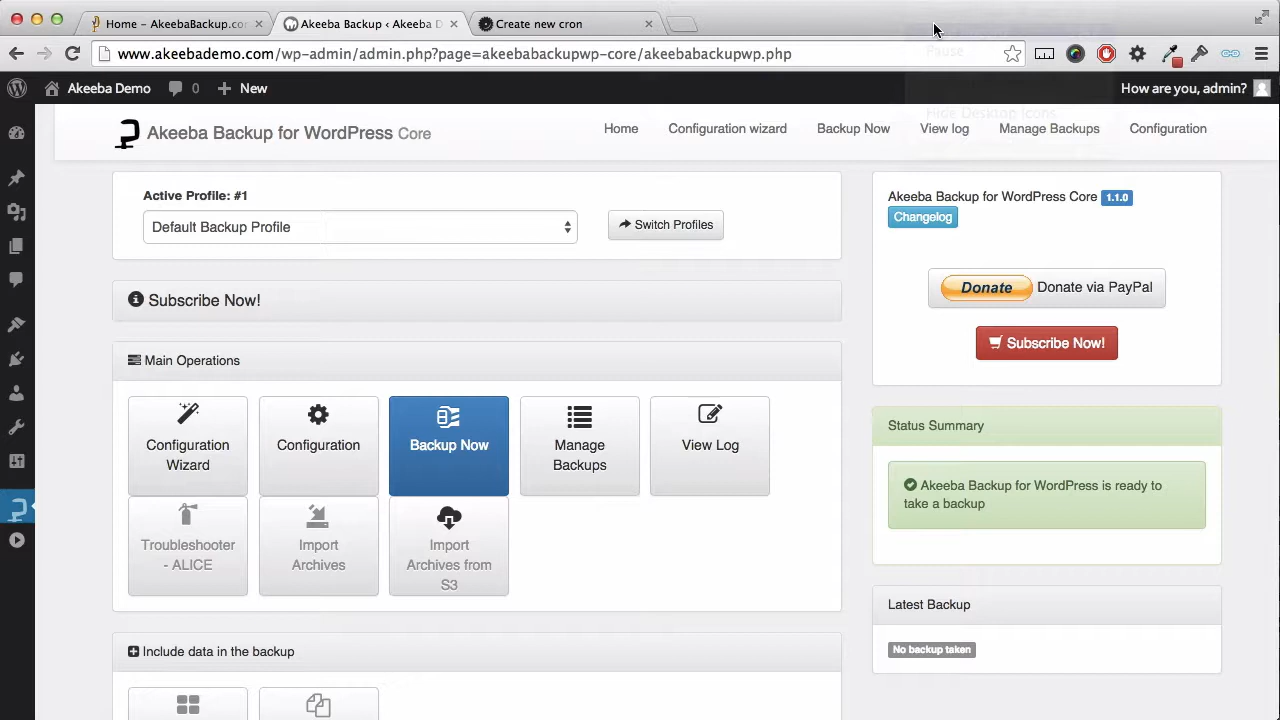 Home – AkeebaBackup.co
Akeeba Backup ‹ Akeeba D
Create new cron
www.akeebademo.com/wp-admin/admin.php?page=akeebabackupwp-core/akeebabackupwp.php
Pause
Hide Desktop Icons
Akeeba Demo
0
New
How are you, admin?
Akeeba Backup for WordPress Core
Home
Configuration wizard
Backup Now
View log
Manage Backups
Configuration
Active Profile: #1
Default Backup Profile
Switch Profiles
Akeeba Backup for WordPress Core 1.1.0
Changelog
Donate Donate via PayPal
Subscribe Now!
Subscribe Now!
Main Operations
Configuration
Wizard
Configuration
Backup Now
Manage
Backups
View Log
Troubleshooter
- ALICE
Import
Archives
Import
Archives from
S3
Status Summary
Akeeba Backup for WordPress is ready to
take a backup
Latest Backup
No backup taken
Include data in the backup